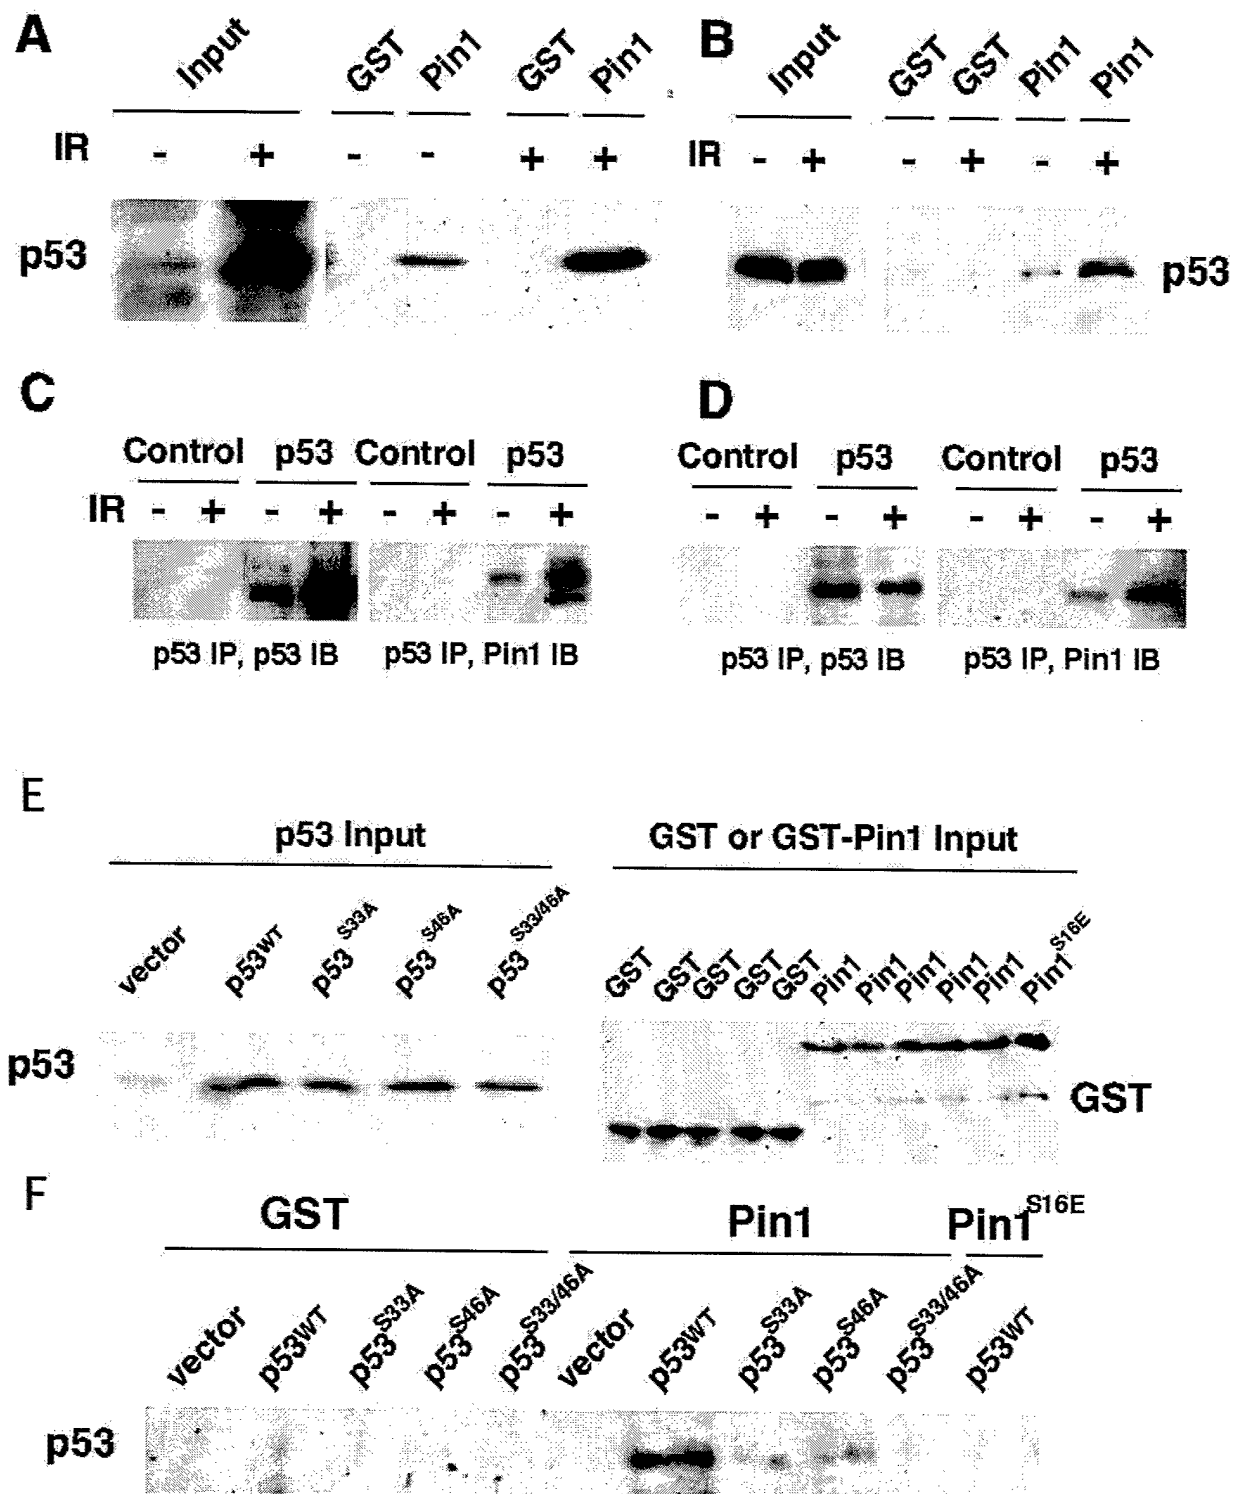 A
Input GST Pin1 GST Pin1
IR - + - - + +
p53
B
Input GST GST Pin1 Pin1
IR - + - + - +
p53
C
Control p53 Control p53
IR - + - + - + - +
p53 IP, p53 IB p53 IP, Pin1 IB
D
Control p53 Control p53
- + - + - + - +
p53 IP, p53 IB p53 IP, Pin1 IB
E
p53 Input GST or GST-Pin1 Input
vector p53WT p53S33A p53S46A p53S33/46A GST GST GST GST GST Pin1 Pin1 Pin1 Pin1 Pin1 Pin1S16E
p53
GST
F
GST Pin1 Pin1S16E
vector p53WT p53S33A p53S46A p53S33/46A vector p53WT p53S33A p53S46A p53S33/46A p53WT
p53